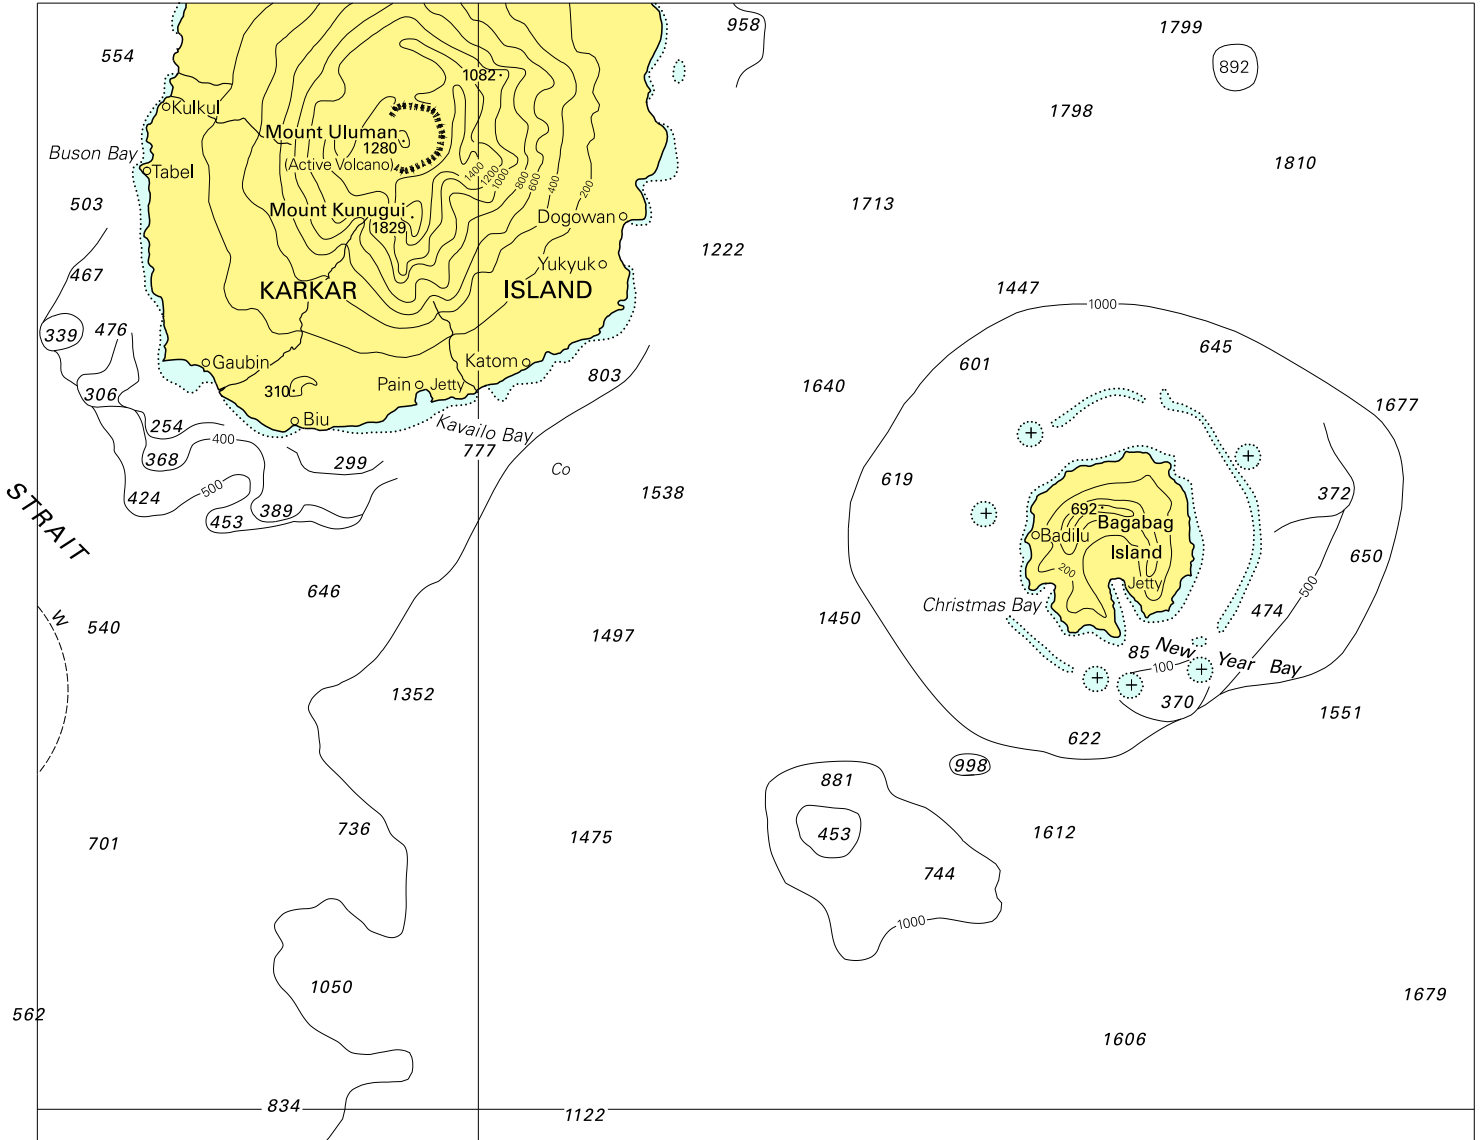 958
1799
554
892
1082
Kulkul
1798
Mount Uluman
1280
Buson Bay
(Active Volcano)
1810
Tabel
1400
1200
1000
800
600
400
200
503
1713
Mount Kunugui
1829
Dogowan
1222
467
Yukyuk
KARKAR
ISLAND
1447
1000
339
476
645
601
Gaubin
Katom
803
Pain
Jetty
1640
306
310
1677
254
Biu
Kavailo Bay
400
777
368
299
Co
619
500
424
1538
372
STRAIT
453
389
692
Bagabag
Island
Badilu
650
200
Jetty
500
646
Christmas Bay
474
W
540
1450
1497
85
New Year Bay
100
1352
370
1551
622
998
881
736
453
1612
701
1475
744
1000
1050
1679
562
1606
834
1122